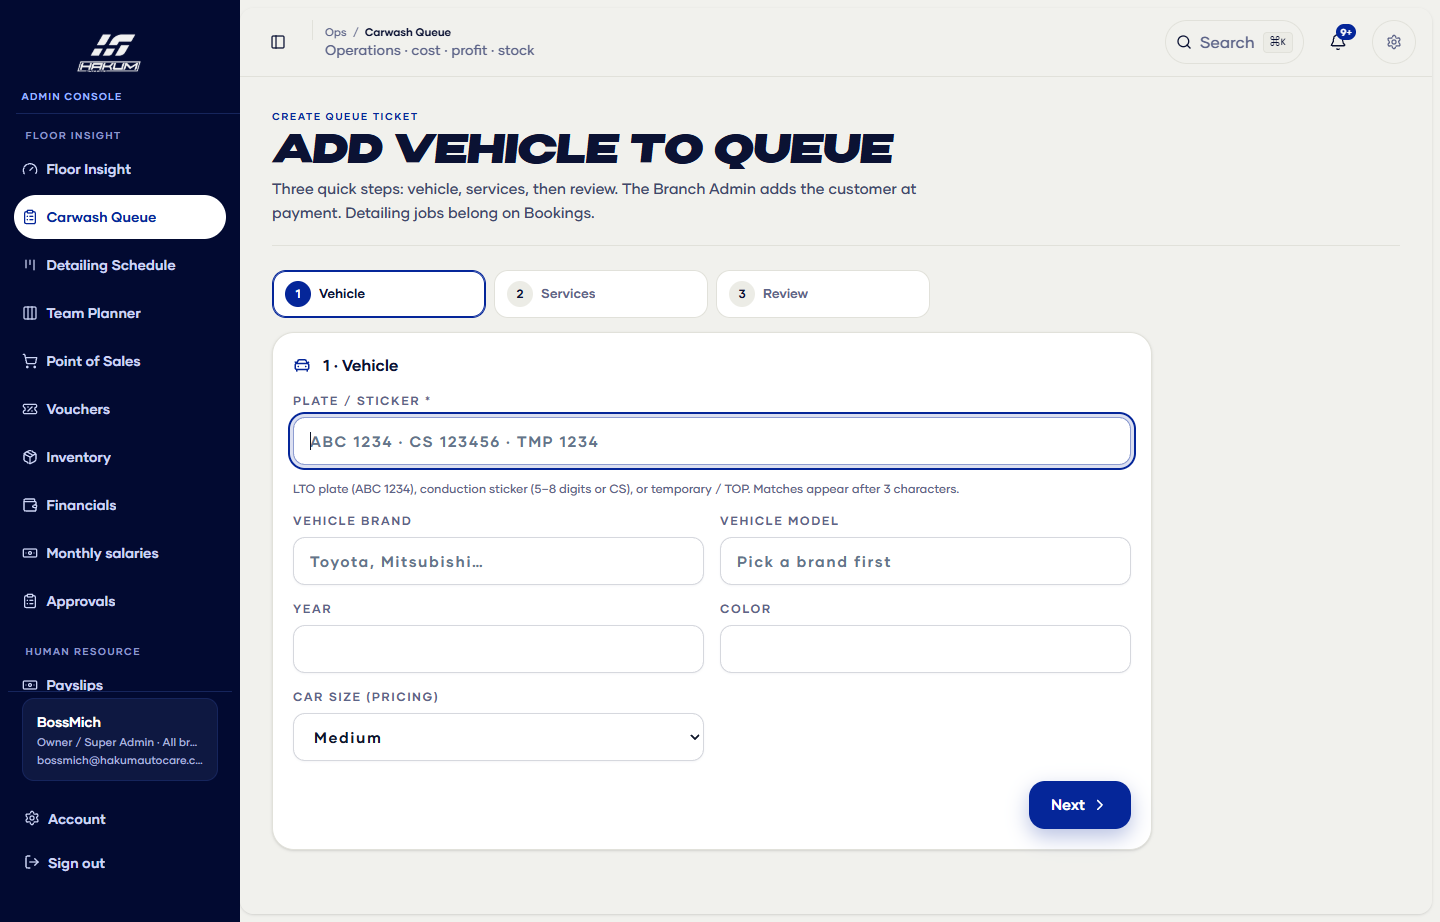 HAKUM
ADMIN CONSOLE
FLOOR INSIGHT
Floor Insight
Carwash Queue
Detailing Schedule
Team Planner
Point of Sales
Vouchers
Inventory
Financials
Monthly salaries
Approvals
HUMAN RESOURCE
Payslips
BossMich
Owner / Super Admin · All br...
bossmich@hakumautocare.c...
Account
Sign out
Ops / Carwash Queue
Operations · cost · profit · stock
Search ⌘K
9+
CREATE QUEUE TICKET
ADD VEHICLE TO QUEUE
Three quick steps: vehicle, services, then review. The Branch Admin adds the customer at
payment. Detailing jobs belong on Bookings.
1 Vehicle
2 Services
3 Review
1 · Vehicle
PLATE / STICKER *
ABC 1234 · CS 123456 · TMP 1234
LTO plate (ABC 1234), conduction sticker (5–8 digits or CS), or temporary / TOP. Matches appear after 3 characters.
VEHICLE BRAND
VEHICLE MODEL
Toyota, Mitsubishi...
Pick a brand first
YEAR
COLOR
CAR SIZE (PRICING)
Medium
Next